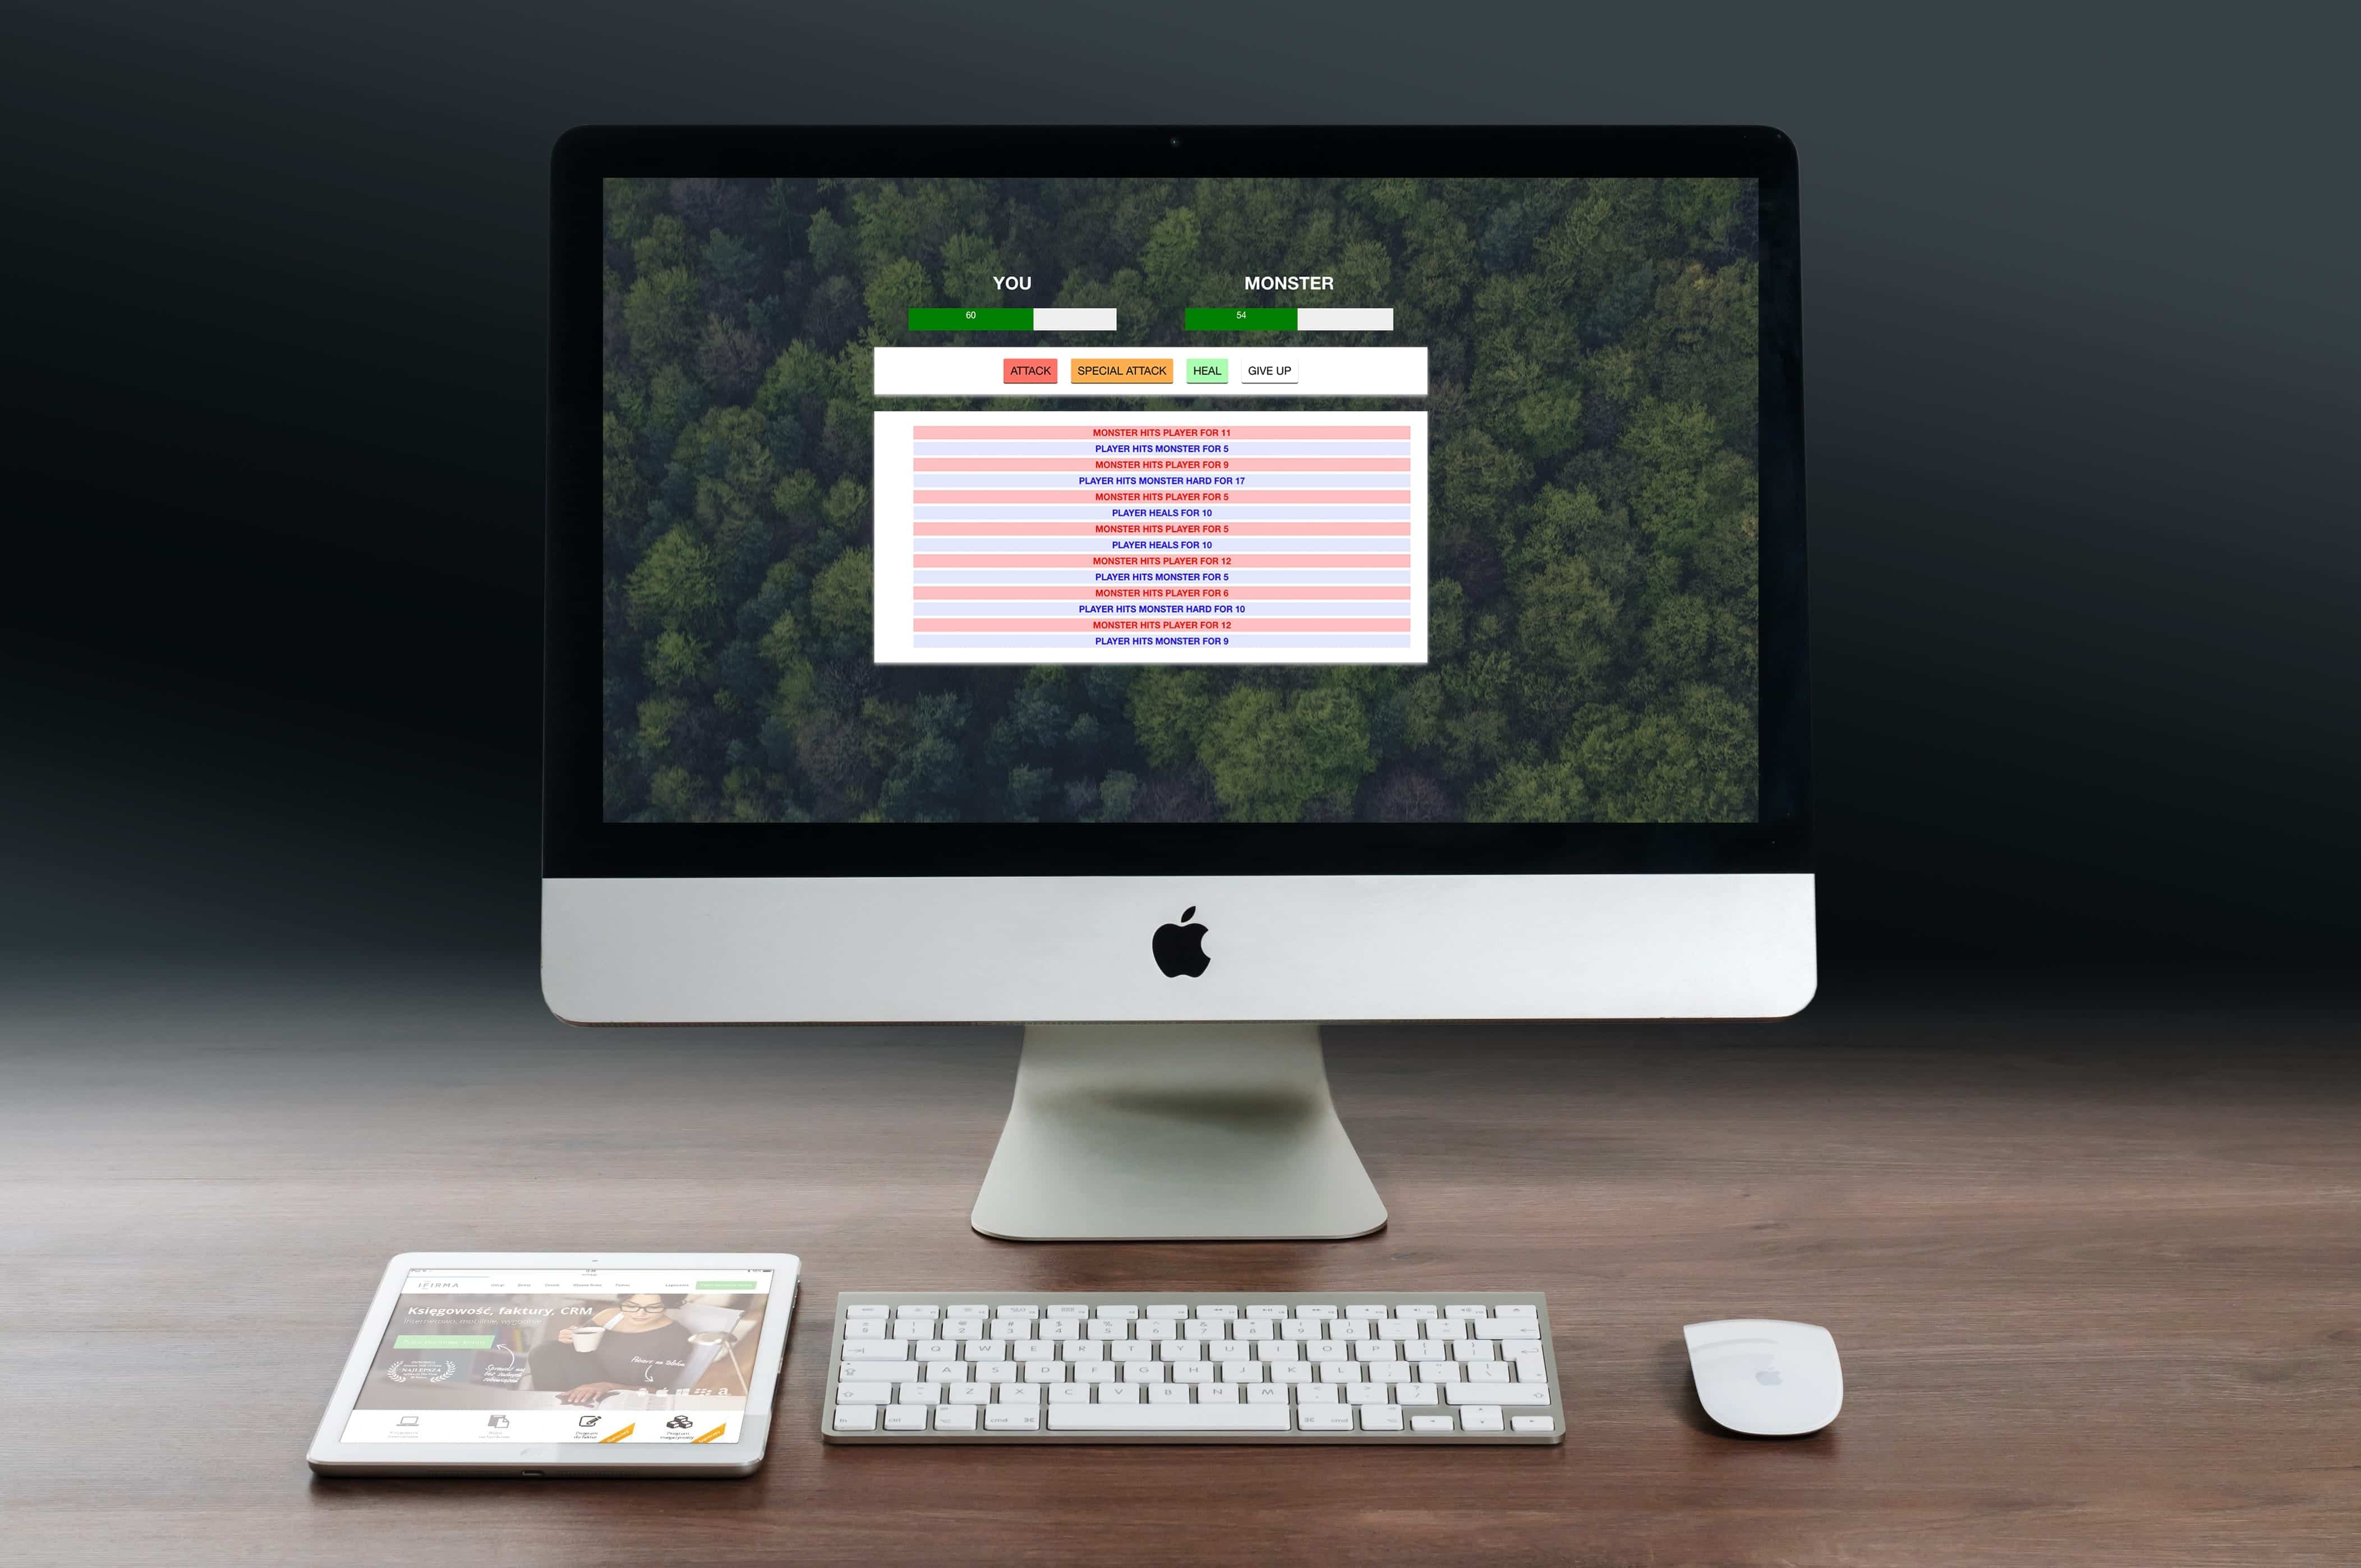 YOU
MONSTER
60
54
ATTACK
SPECIAL ATTACK
HEAL
GIVE UP
MONSTER HITS PLAYER FOR 11
PLAYER HITS MONSTER FOR 5
MONSTER HITS PLAYER FOR 9
PLAYER HITS MONSTER HARD FOR 17
MONSTER HITS PLAYER FOR 5
PLAYER HEALS FOR 10
MONSTER HITS PLAYER FOR 5
PLAYER HEALS FOR 10
MONSTER HITS PLAYER FOR 12
PLAYER HITS MONSTER FOR 5
MONSTER HITS PLAYER FOR 6
PLAYER HITS MONSTER HARD FOR 10
MONSTER HITS PLAYER FOR 12
PLAYER HITS MONSTER FOR 9
IFIRMA
Księgowość, faktury, CRM
NAJLEPSZA
Q W E R T Y U I O P
A S D F G H J K L
Z X C V B N M
fn
cmd
cmd